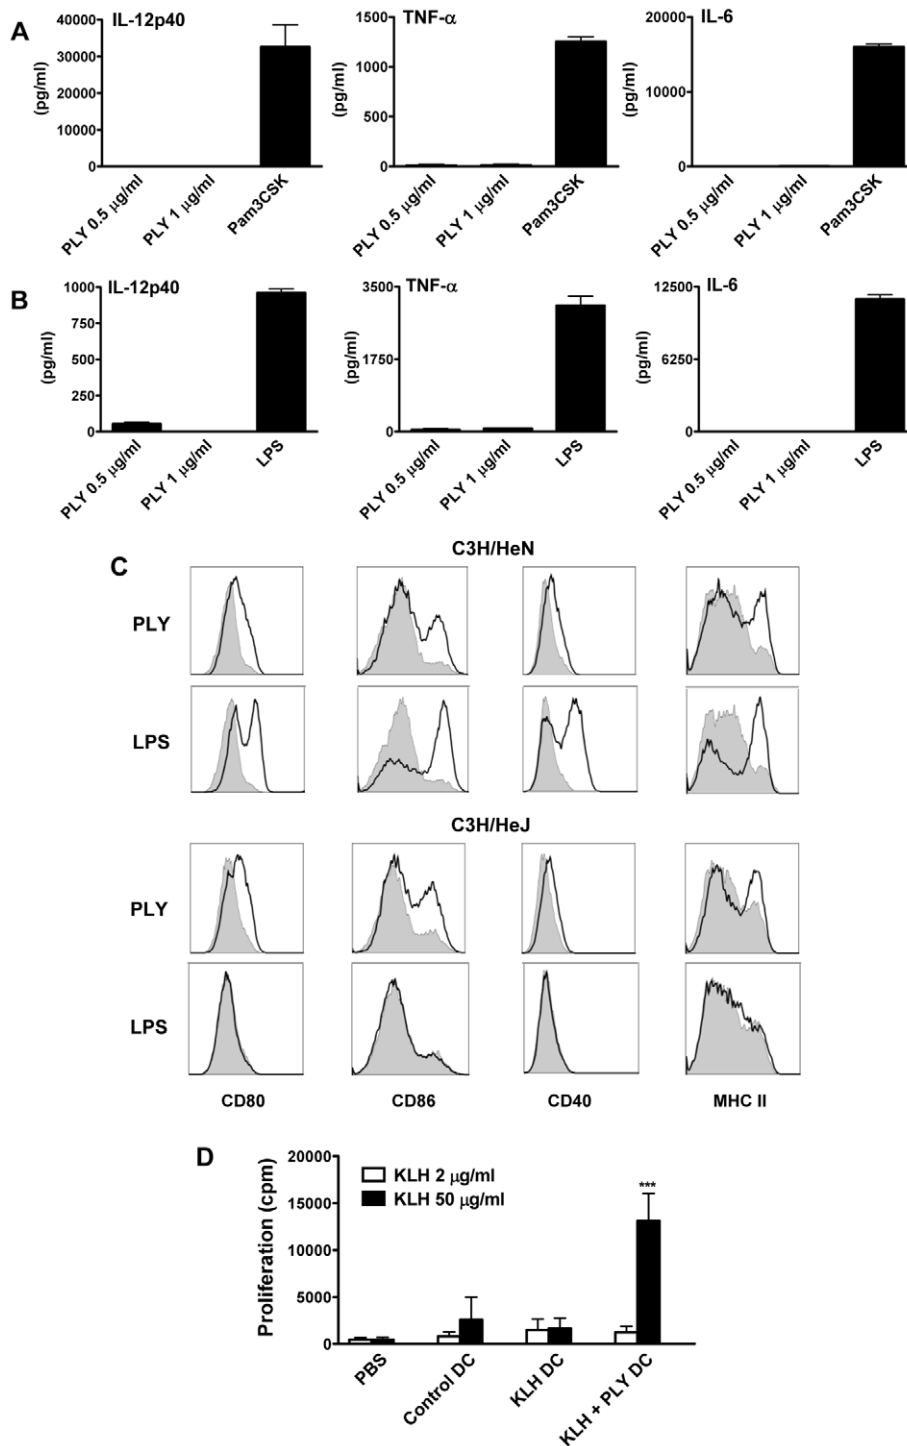 A
IL-12p40
TNF-α
IL-6
(pg/ml)
40000
30000
20000
10000
0
(pg/ml)
1500
1000
500
0
(pg/ml)
20000
10000
0
PLY 0.5 μg/ml
PLY 1 μg/ml
Pam3CSK
PLY 0.5 μg/ml
PLY 1 μg/ml
Pam3CSK
PLY 0.5 μg/ml
PLY 1 μg/ml
Pam3CSK
B
IL-12p40
TNF-α
IL-6
(pg/ml)
1000
750
500
250
0
(pg/ml)
3500
1750
0
(pg/ml)
12500
6250
0
PLY 0.5 μg/ml
PLY 1 μg/ml
LPS
PLY 0.5 μg/ml
PLY 1 μg/ml
LPS
PLY 0.5 μg/ml
PLY 1 μg/ml
LPS
C
C3H/HeN
PLY
LPS
C3H/HeJ
PLY
LPS
CD80 CD86 CD40 MHC II
D
Proliferation (cpm)
20000
15000
10000
5000
0
KLH 2 μg/ml
KLH 50 μg/ml
***
PBS
Control DC
KLH DC
KLH + PLY DC